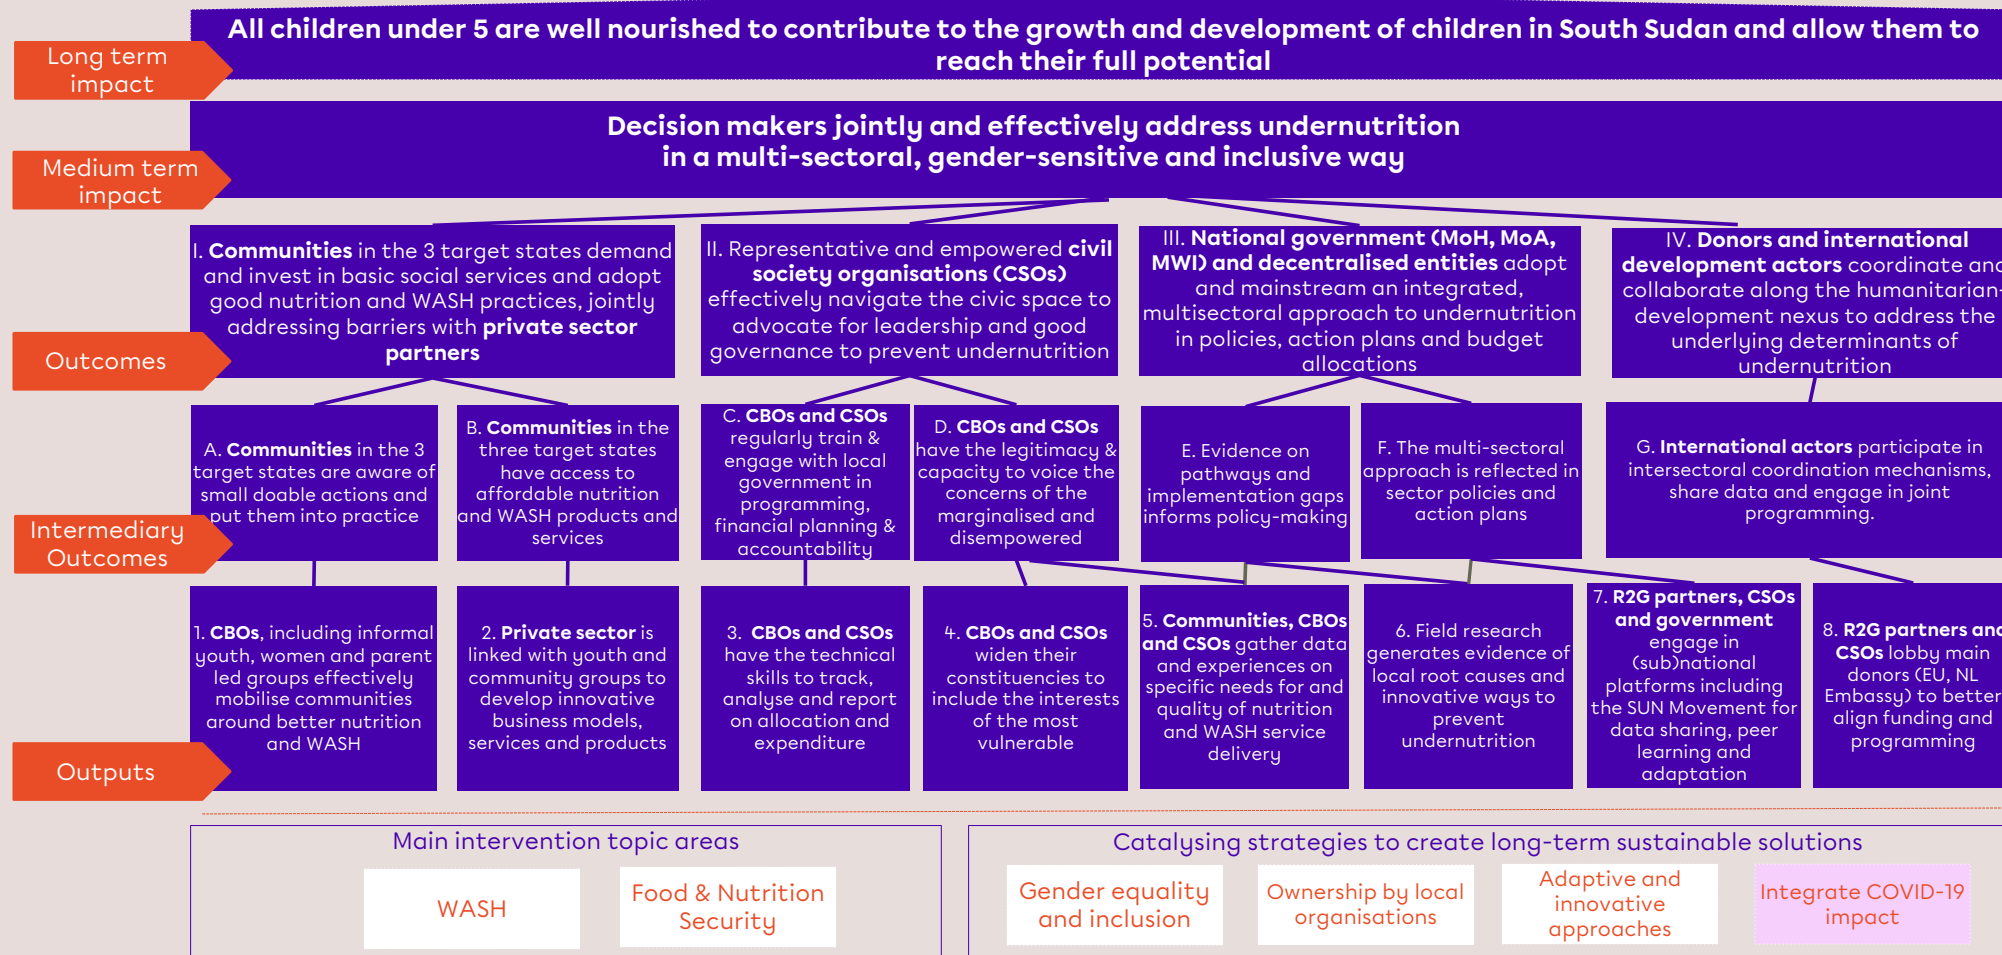 All children under 5 are well nourished to contribute to the growth and development of children in South Sudan and allow them to
reach their full potential
Long term
impact
Decision makers jointly and effectively address undernutrition
in a multi-sectoral, gender-sensitive and inclusive way
Medium term
impact
I. Communities in the 3 target states demand
and invest in basic social services and adopt
good nutrition and WASH practices, jointly
addressing barriers with private sector
partners
II. Representative and empowered civil
society organisations (CSOs)
effectively navigate the civic space to
advocate for leadership and good
governance to prevent undernutrition
III. National government (MoH, MoA,
MWI) and decentralised entities adopt
and mainstream an integrated,
multisectoral approach to undernutrition
in policies, action plans and budget
allocations
IV. Donors and international
development actors coordinate and
collaborate along the humanitarian-
development nexus to address the
underlying determinants of
undernutrition
Outcomes
A. Communities in the 3
target states are aware of
small doable actions and
put them into practice
B. Communities in the
three target states
have access to
affordable nutrition
and WASH products and
services
C. CBOs and CSOs
regularly train &
engage with local
government in
programming,
financial planning &
accountability
D. CBOs and CSOs
have the legitimacy &
capacity to voice the
concerns of the
marginalised and
disempowered
E. Evidence on
pathways and
implementation gaps
informs policy-making
F. The multi-sectoral
approach is reflected in
sector policies and
action plans
G. International actors participate in
intersectoral coordination mechanisms,
share data and engage in joint
programming.
Intermediary
Outcomes
1. CBOs, including informal
youth, women and parent
led groups effectively
mobilise communities
around better nutrition
and WASH
2. Private sector is
linked with youth and
community groups to
develop innovative
business models,
services and products
3. CBOs and CSOs
have the technical
skills to track,
analyse and report
on allocation and
expenditure
4. CBOs and CSOs
widen their
constituencies to
include the interests
of the most
vulnerable
5. Communities, CBOs
and CSOs gather data
and experiences on
specific needs for and
quality of nutrition
and WASH service
delivery
6. Field research
generates evidence of
local root causes and
innovative ways to
prevent
undernutrition
7. R2G partners, CSOs
and government
engage in
(sub)national
platforms including
the SUN Movement for
data sharing, peer
learning and
adaptation
8. R2G partners and
CSOs lobby main
donors (EU, NL
Embassy) to better
align funding and
programming
Outputs
Main intervention topic areas
WASH
Food & Nutrition
Security
Catalysing strategies to create long-term sustainable solutions
Gender equality
and inclusion
Ownership by local
organisations
Adaptive and
innovative
approaches
Integrate COVID-19
impact